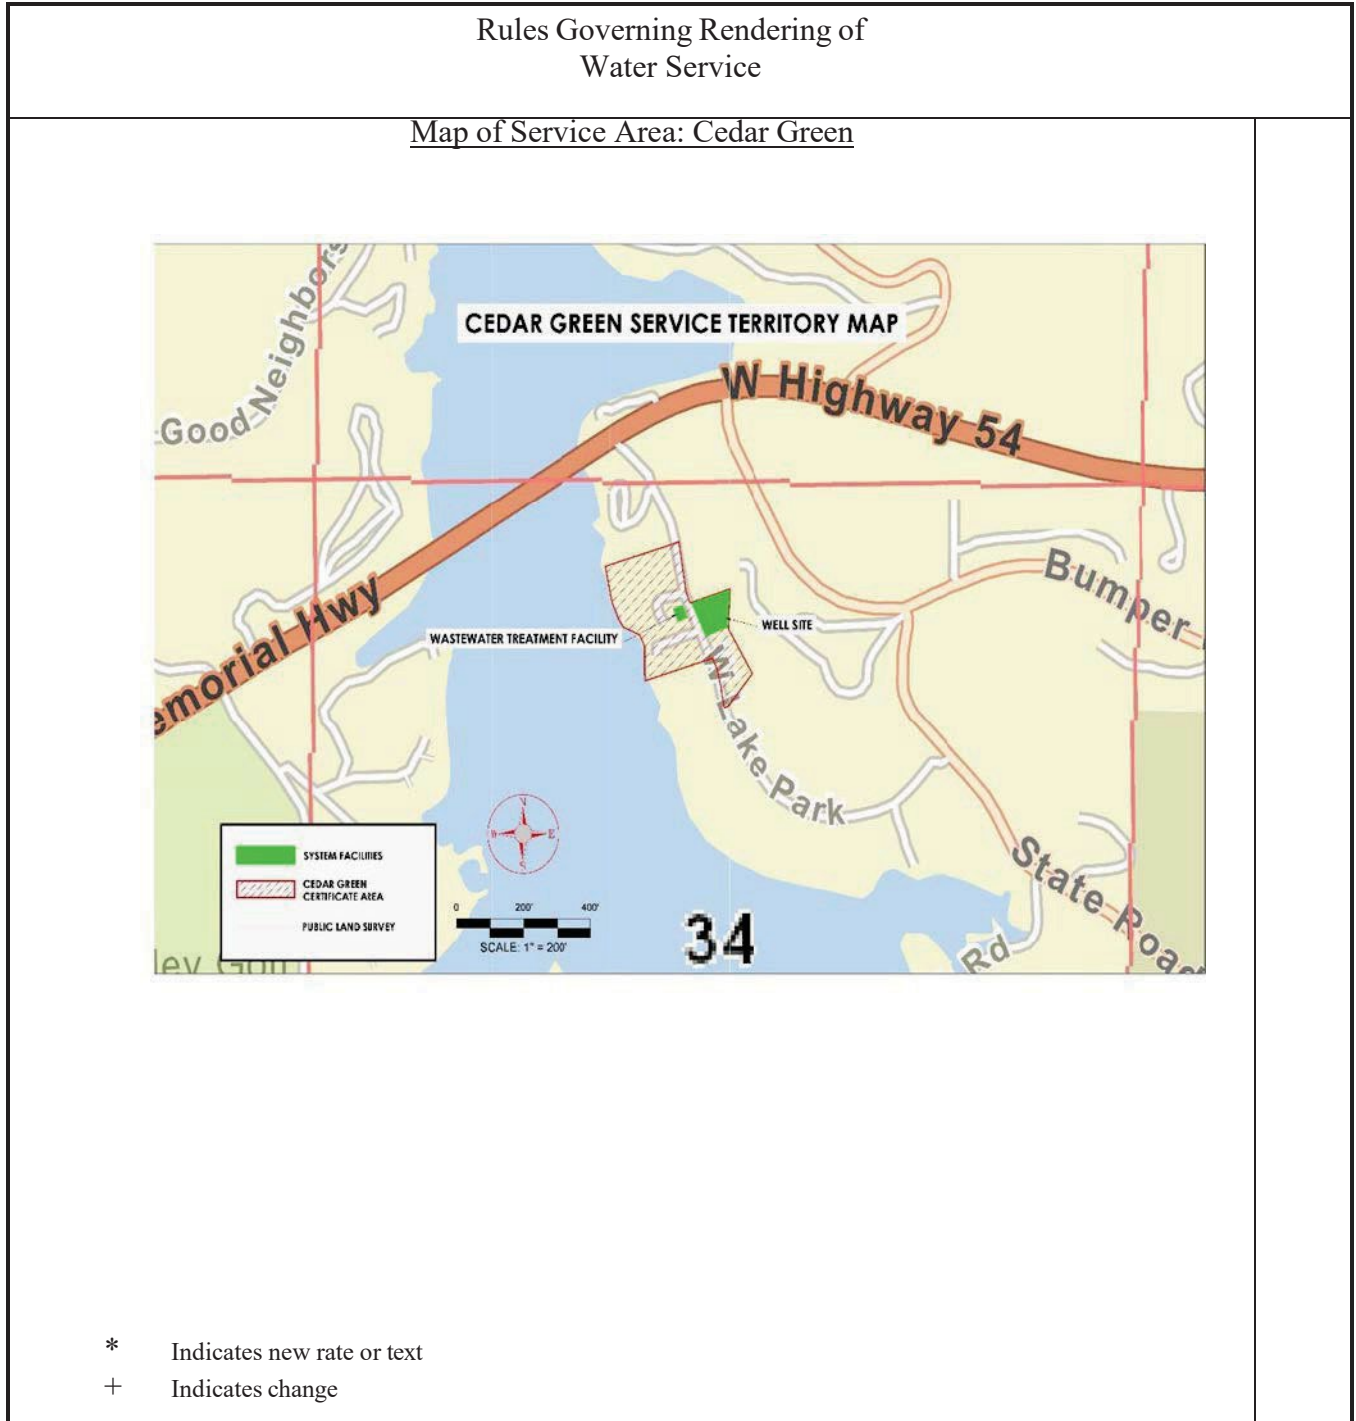 Rules Governing Rendering of
Water Service
Map of Service Area: Cedar Green
CEDAR GREEN SERVICE TERRITORY MAP
Good Neighbors
W Highway 54
emorial Hwy
Bumper
WASTEWATER TREATMENT FACILITY
WELL SITE
W Lake Park
State Road
Rd
N
W E
S
SYSTEM FACILITIES
CEDAR GREEN
CERTIFICATE AREA
PUBLIC LAND SURVEY
0 200' 400'
SCALE: 1" = 200'
34
ley Golf
* Indicates new rate or text
+ Indicates change